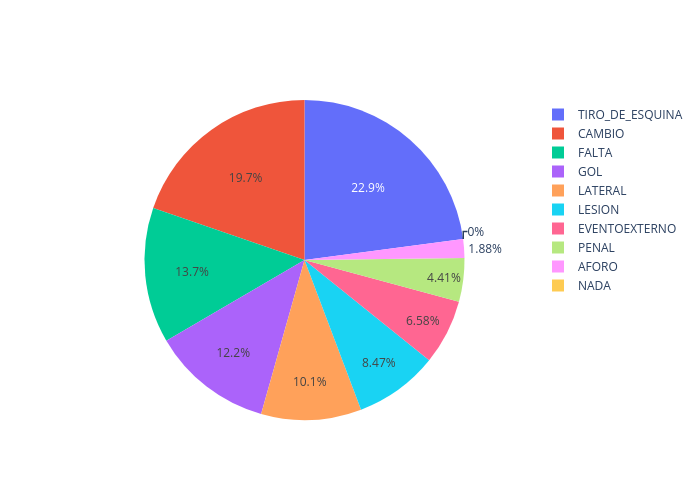 19.7%
22.9%
13.7%
0%
1.88%
4.41%
6.58%
12.2%
8.47%
10.1%
TIRO_DE_ESQUINA
CAMBIO
FALTA
GOL
LATERAL
LESION
EVENTOEXTERNO
PENAL
AFORO
NADA